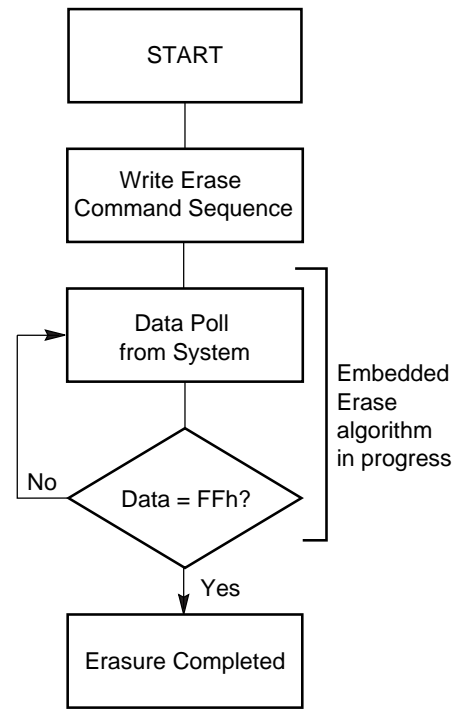 START
Write Erase
Command Sequence
Data Poll
from System
Embedded
Erase
algorithm
in progress
No
Data = FFh?
Yes
Erasure Completed